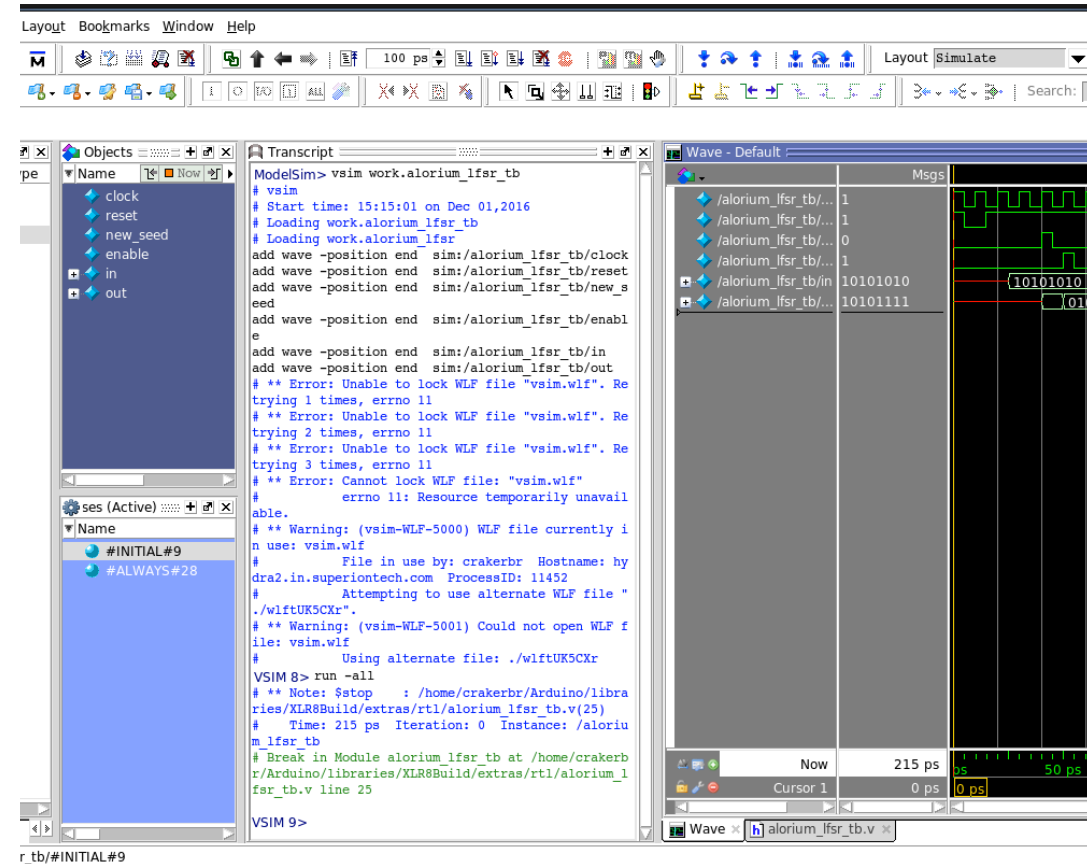 Layout Bookmarks Window Help
100 ps
Layout Simulate
Search:
Objects
Name
Now
clock
reset
new_seed
enable
in
out
ses (Active)
Name
#INITIAL#9
#ALWAYS#28
Transcript
ModelSim> vsim work.alorium_lfsr_tb
# vsim
# Start time: 15:15:01 on Dec 01,2016
# Loading work.alorium_lfsr_tb
# Loading work.alorium_lfsr
add wave -position end  sim:/alorium_lfsr_tb/clock
add wave -position end  sim:/alorium_lfsr_tb/reset
add wave -position end  sim:/alorium_lfsr_tb/new_s
eed
add wave -position end  sim:/alorium_lfsr_tb/enabl
e
add wave -position end  sim:/alorium_lfsr_tb/in
add wave -position end  sim:/alorium_lfsr_tb/out
# ** Error: Unable to lock WLF file "vsim.wlf". Re
trying 1 times, errno 11
# ** Error: Unable to lock WLF file "vsim.wlf". Re
trying 2 times, errno 11
# ** Error: Unable to lock WLF file "vsim.wlf". Re
trying 3 times, errno 11
# ** Error: Cannot lock WLF file: "vsim.wlf"
#          errno 11: Resource temporarily unavail
able.
# ** Warning: (vsim-WLF-5000) WLF file currently i
n use: vsim.wlf
#          File in use by: crakerbr  Hostname: hy
dra2.in.superiontech.com  ProcessID: 11452
#          Attempting to use alternate WLF file "
./wlftUK5CXr".
# ** Warning: (vsim-WLF-5001) Could not open WLF f
ile: vsim.wlf
#          Using alternate file: ./wlftUK5CXr
VSIM 8> run -all
# ** Note: $stop    : /home/crakerbr/Arduino/libra
ries/XLR8Build/extras/rtl/alorium_lfsr_tb.v(25)
#    Time: 215 ps  Iteration: 0  Instance: /aloriu
m_lfsr_tb
# Break in Module alorium_lfsr_tb at /home/crakerb
r/Arduino/libraries/XLR8Build/extras/rtl/alorium_l
fsr_tb.v line 25
VSIM 9>
Wave - Default
Msgs
/alorium_lfsr_tb/... 1
/alorium_lfsr_tb/... 1
/alorium_lfsr_tb/... 0
/alorium_lfsr_tb/... 1
/alorium_lfsr_tb/in 10101010 10101010
/alorium_lfsr_tb/... 10101111 01
Now 215 ps ps 50 ps
Cursor 1 0 ps 0 ps
Wave alorium_lfsr_tb.v
r_tb/#INITIAL#9